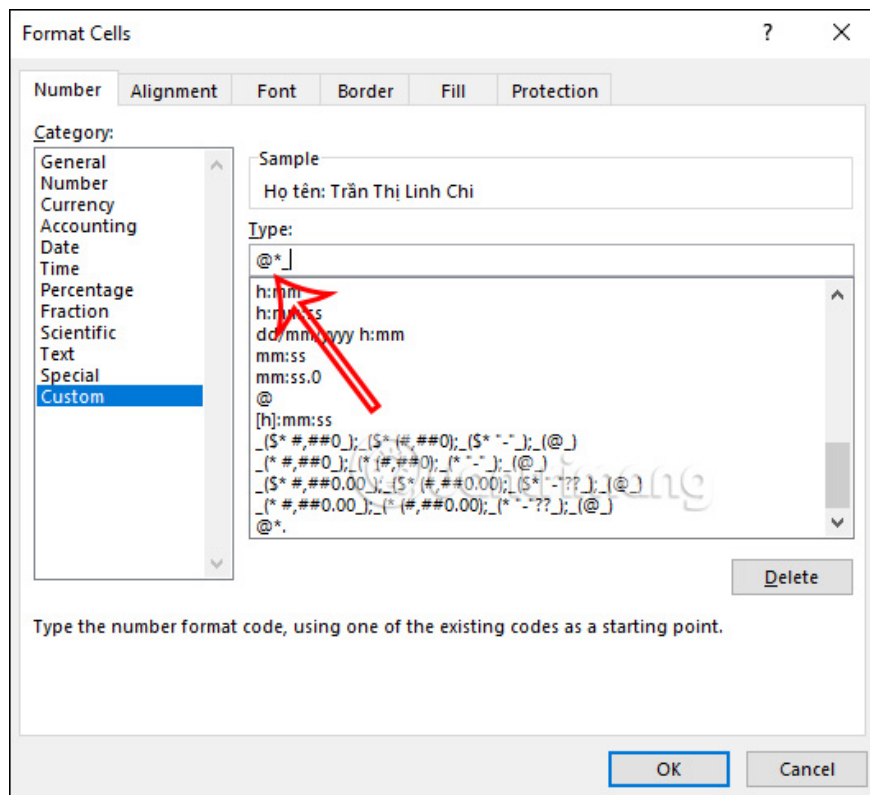 Format Cells ? ×
Number Alignment Font Border Fill Protection
Category:
General
Number
Currency
Accounting
Date
Time
Percentage
Fraction
Scientific
Text
Special
Custom
Sample
Họ tên: Trần Thị Linh Chi
Type:
@*_
h:mm
h:mm:ss
dd/mm/yyyy h:mm
mm:ss
mm:ss.0
@
[h]:mm:ss
_($* #,##0_);_($* (#,##0);_($* "-"_);_(@_)
_(* #,##0_);_(* (#,##0);_(* "-"_);_(@_)
_($* #,##0.00_);_($* (#,##0.00);_($* "-"??_);_(@_)
_(* #,##0.00_);_(* (#,##0.00);_(* "-"??_);_(@_)
@*.
Quantrimang
Delete
Type the number format code, using one of the existing codes as a starting point.
OK Cancel